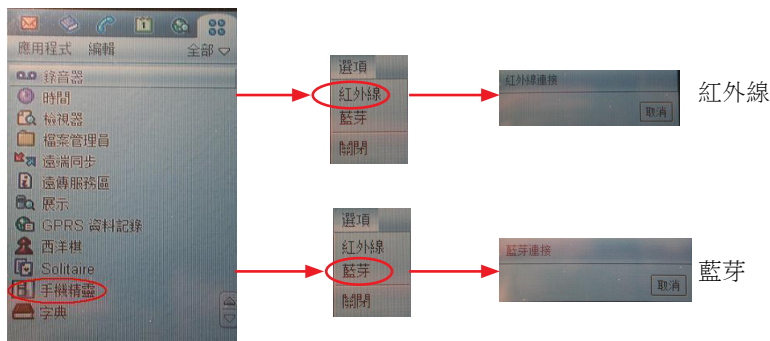 應用程式 編輯 全部
錄音器
時間
檢視器
檔案管理員
遠端同步
遠傳服務區
展示
GPRS 資料記錄
西洋棋
Solitaire
手機精靈
字典
選項
紅外線
藍芽
關閉
紅外線連接
取消
紅外線
選項
紅外線
藍芽
關閉
藍芽連接
取消
藍芽